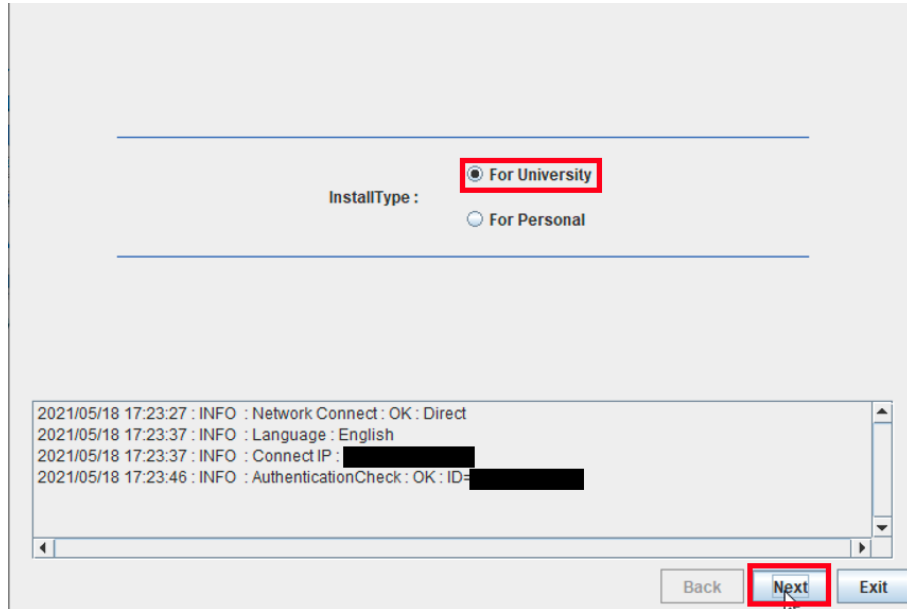 For University
InstallType :
For Personal
2021/05/18 17:23:27 : INFO : Network Connect : OK : Direct
2021/05/18 17:23:37 : INFO : Language : English
2021/05/18 17:23:37 : INFO : Connect IP :
2021/05/18 17:23:46 : INFO : AuthenticationCheck : OK : ID=
Back Next Exit